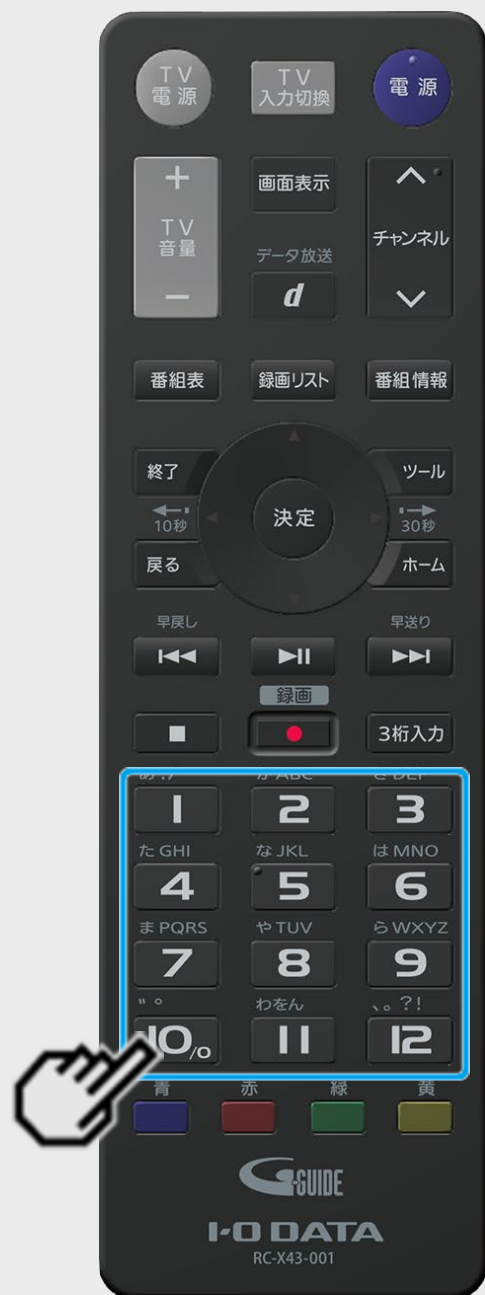 TV
電源
TV
入力切換
電源
+
TV
音量
−
画面表示
データ放送
d
チャンネル
番組表
録画リスト
番組情報
終了
ツール
10秒
決定
30秒
戻る
ホーム
早戻し
早送り
録画
3桁入力
1
2
3
た GHI
な JKL
は MNO
4
5
6
ま PQRS
や TUV
ら WXYZ
7
8
9
" °
わをん
、。?!
10/0
11
12
青
赤
緑
黄
G-GUIDE
I-O DATA
RC-X43-001